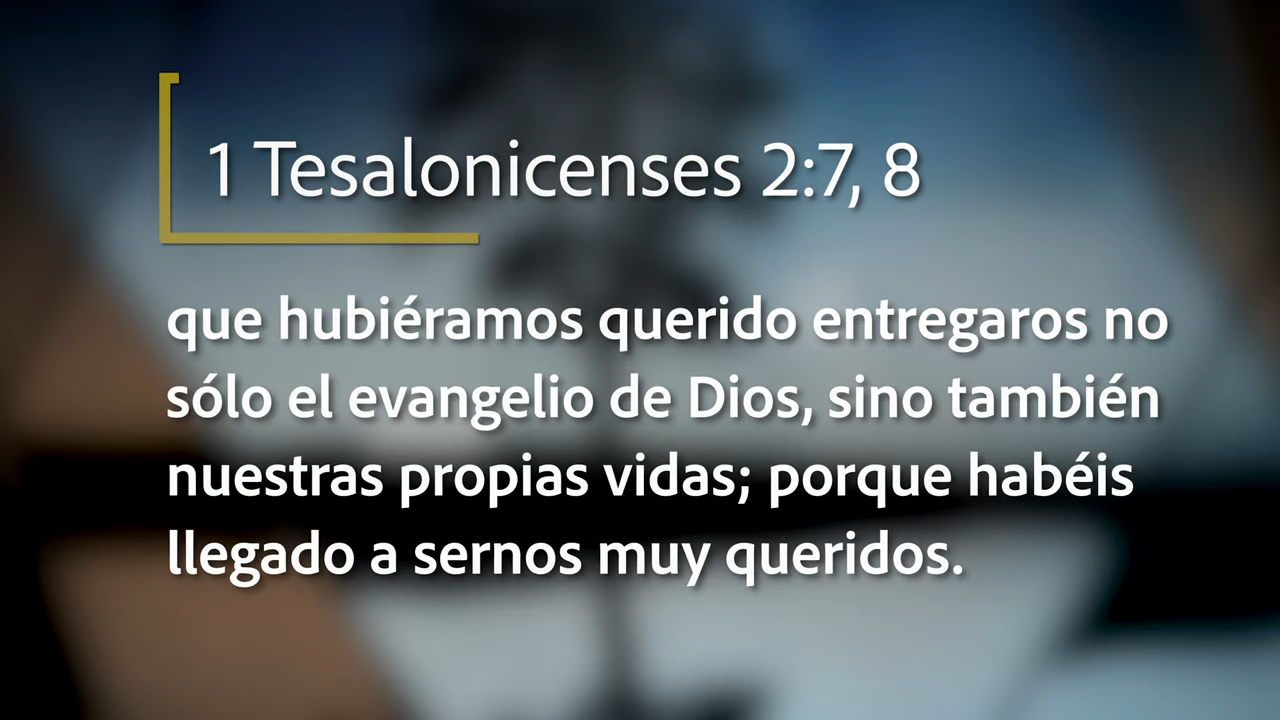 1 Tesalonicenses 2:7, 8
que hubiéramos querido entregaros no
sólo el evangelio de Dios, sino también
nuestras propias vidas; porque habéis
llegado a sernos muy queridos.